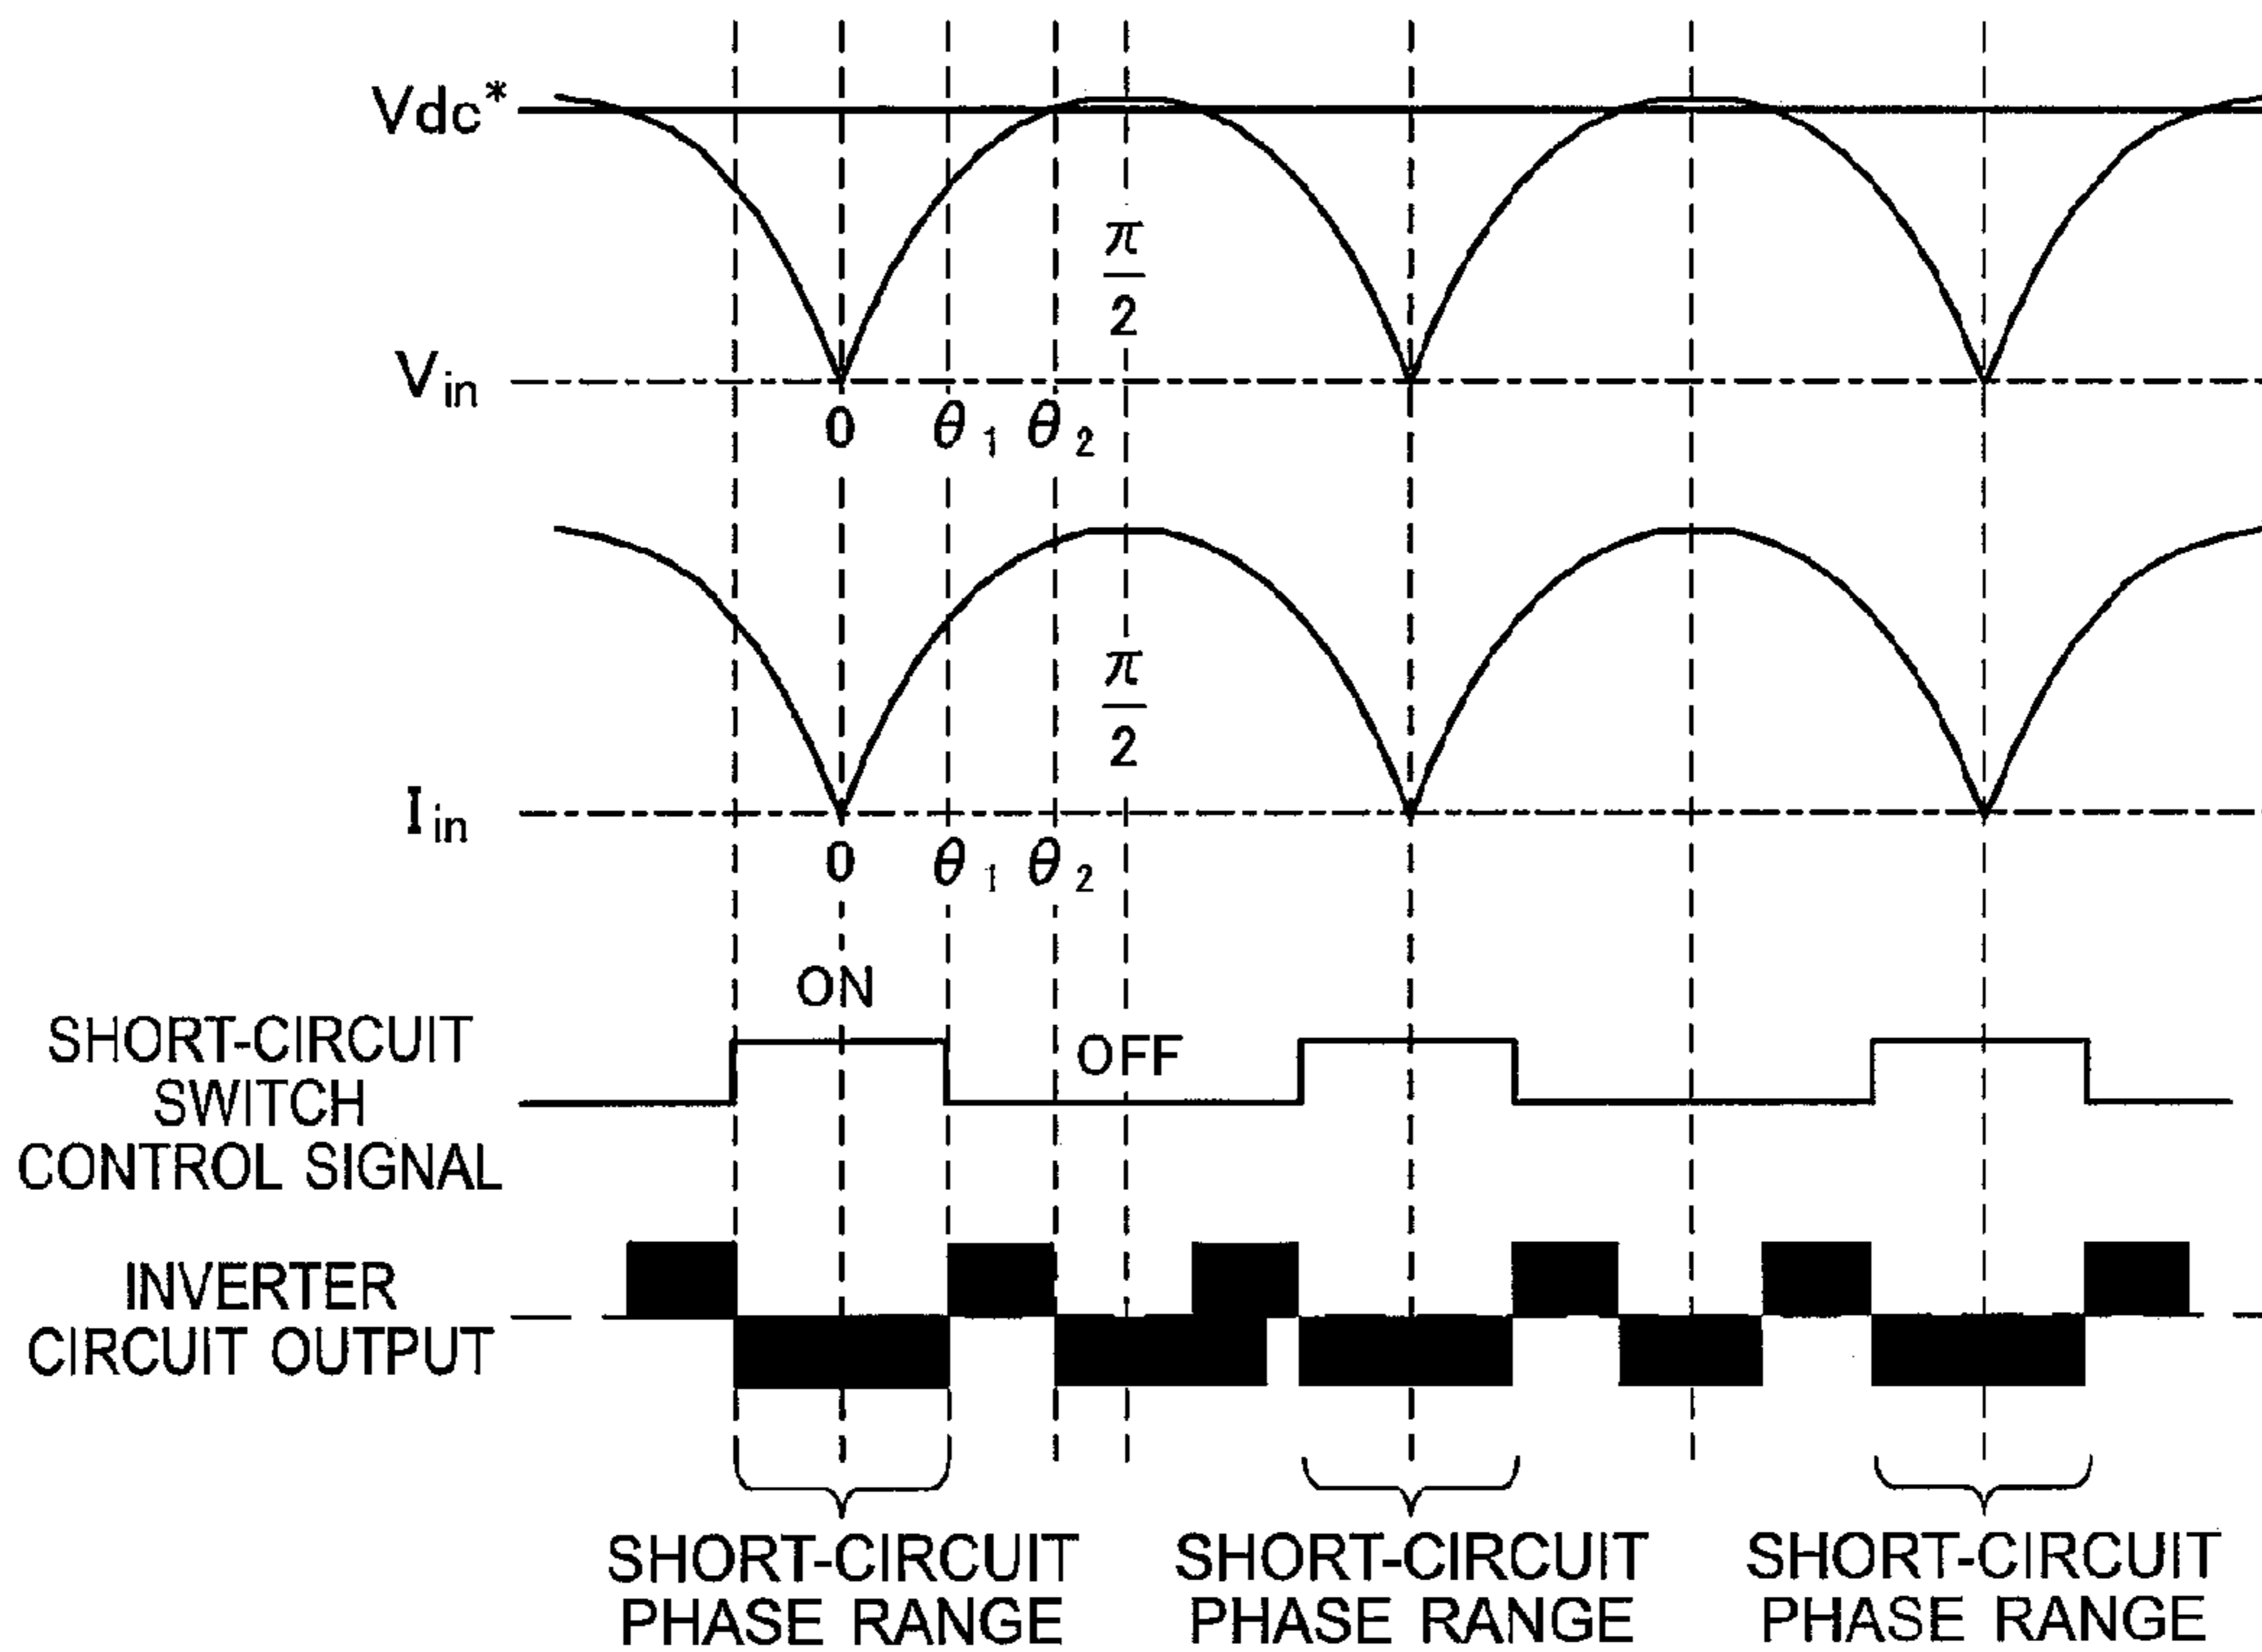 Vdc*
π
2
Vin
0 θ1 θ2
π
2
Iin
0 θ1 θ2
ON
OFF
SHORT-CIRCUIT
SWITCH
CONTROL SIGNAL
INVERTER
CIRCUIT OUTPUT
SHORT-CIRCUIT
PHASE RANGE
SHORT-CIRCUIT
PHASE RANGE
SHORT-CIRCUIT
PHASE RANGE